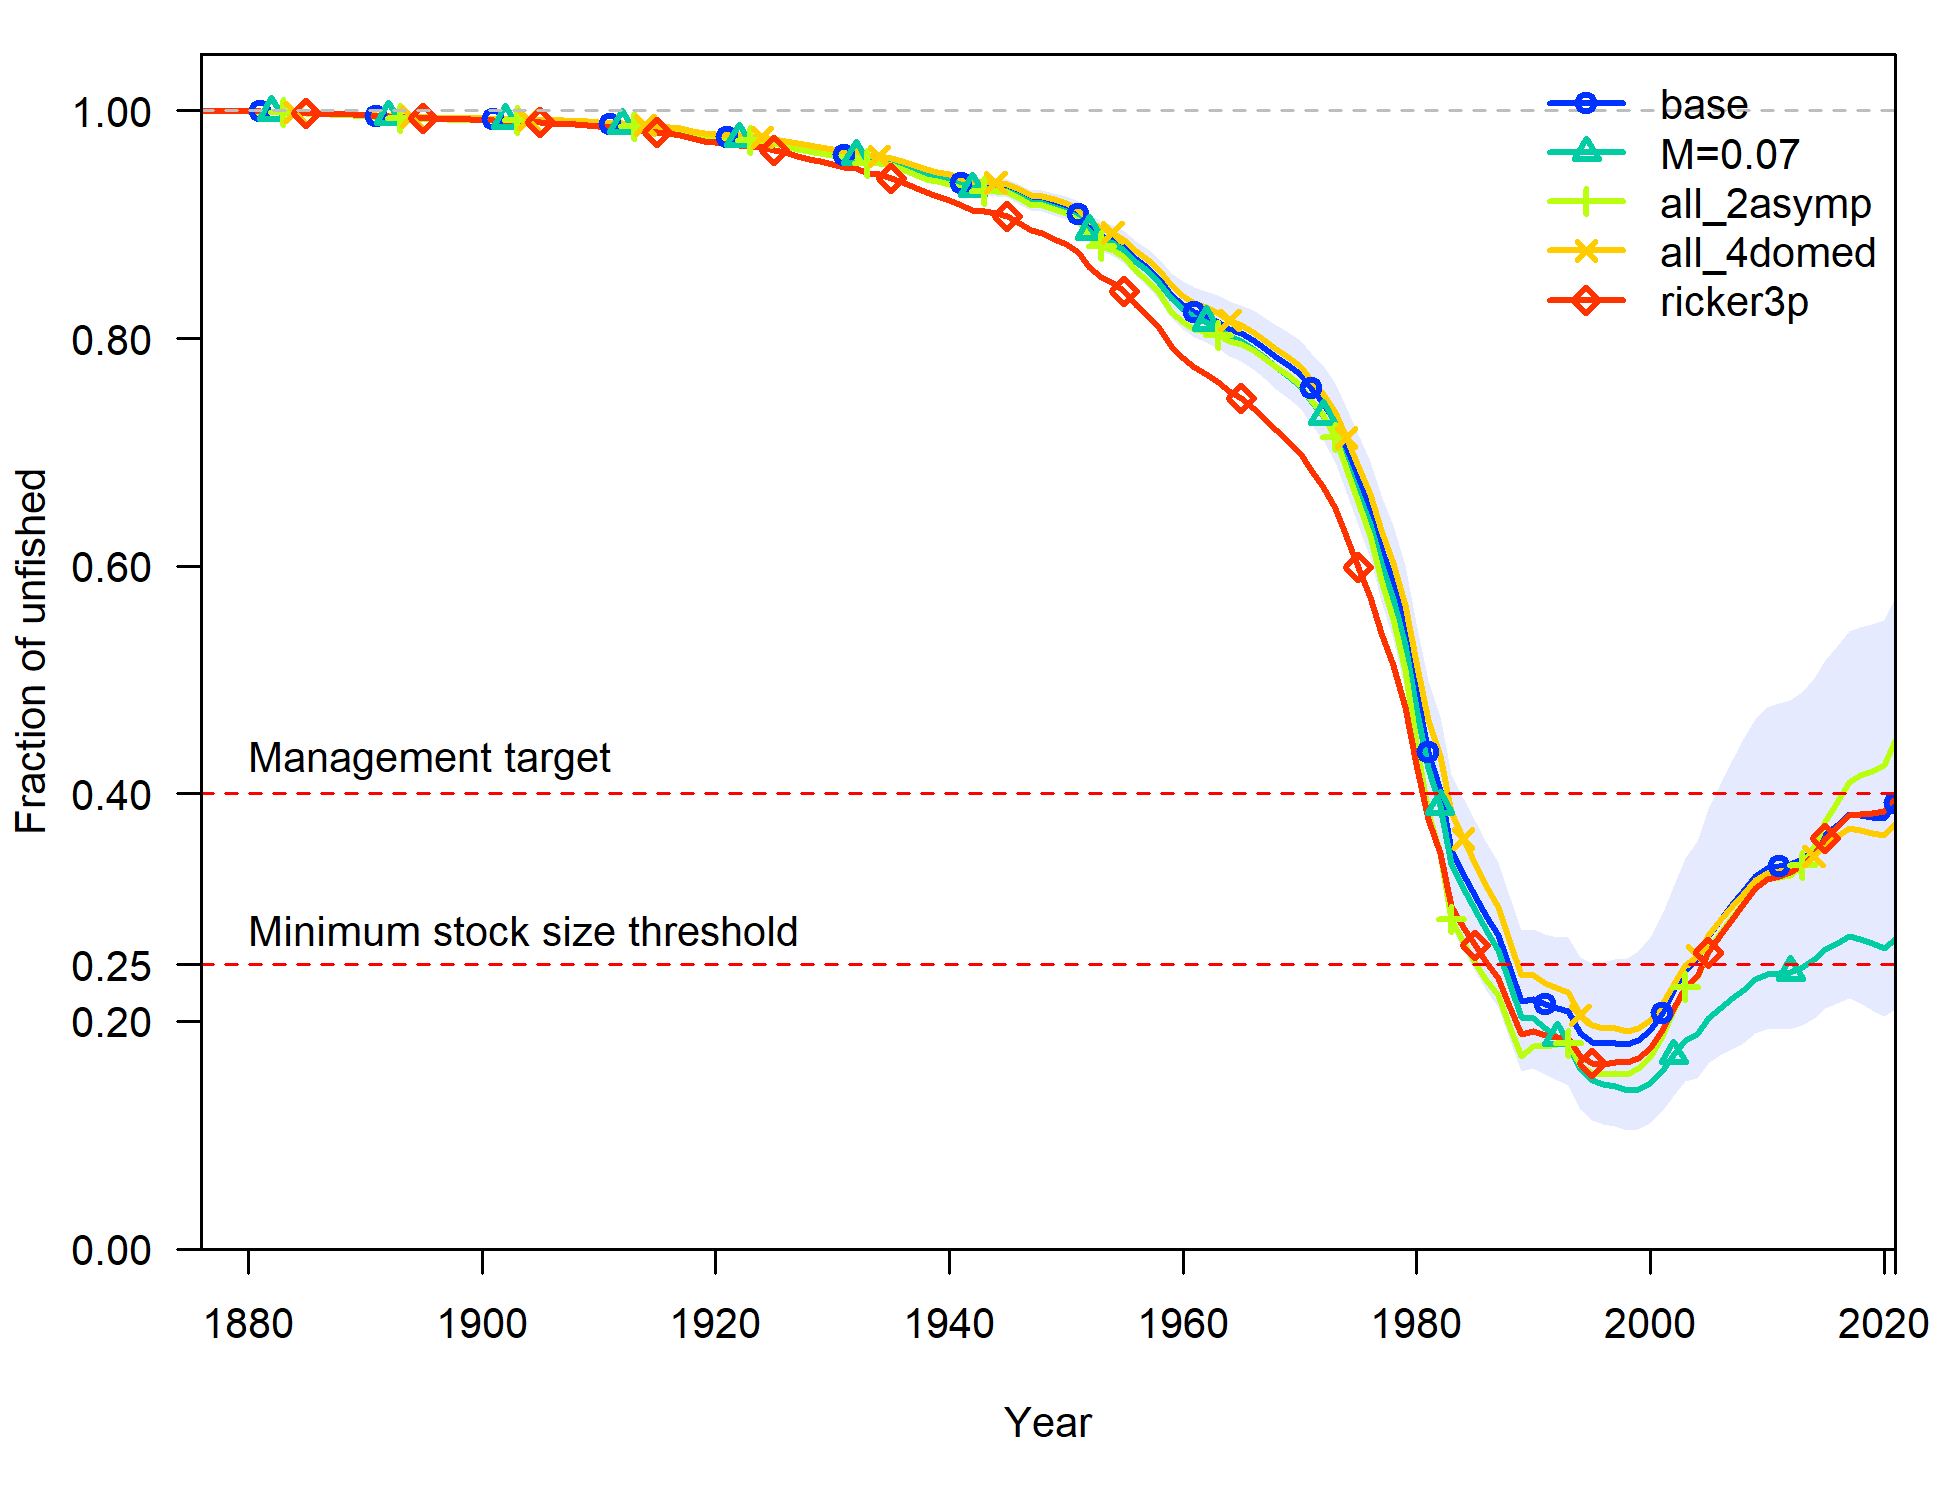 Fraction of unfished
1.00
0.80
0.60
0.40
0.25
0.20
0.00
base
M=0.07
all_2asymp
all_4domed
ricker3p
Management target
Minimum stock size threshold
1880 1900 1920 1940 1960 1980 2000 2020
Year